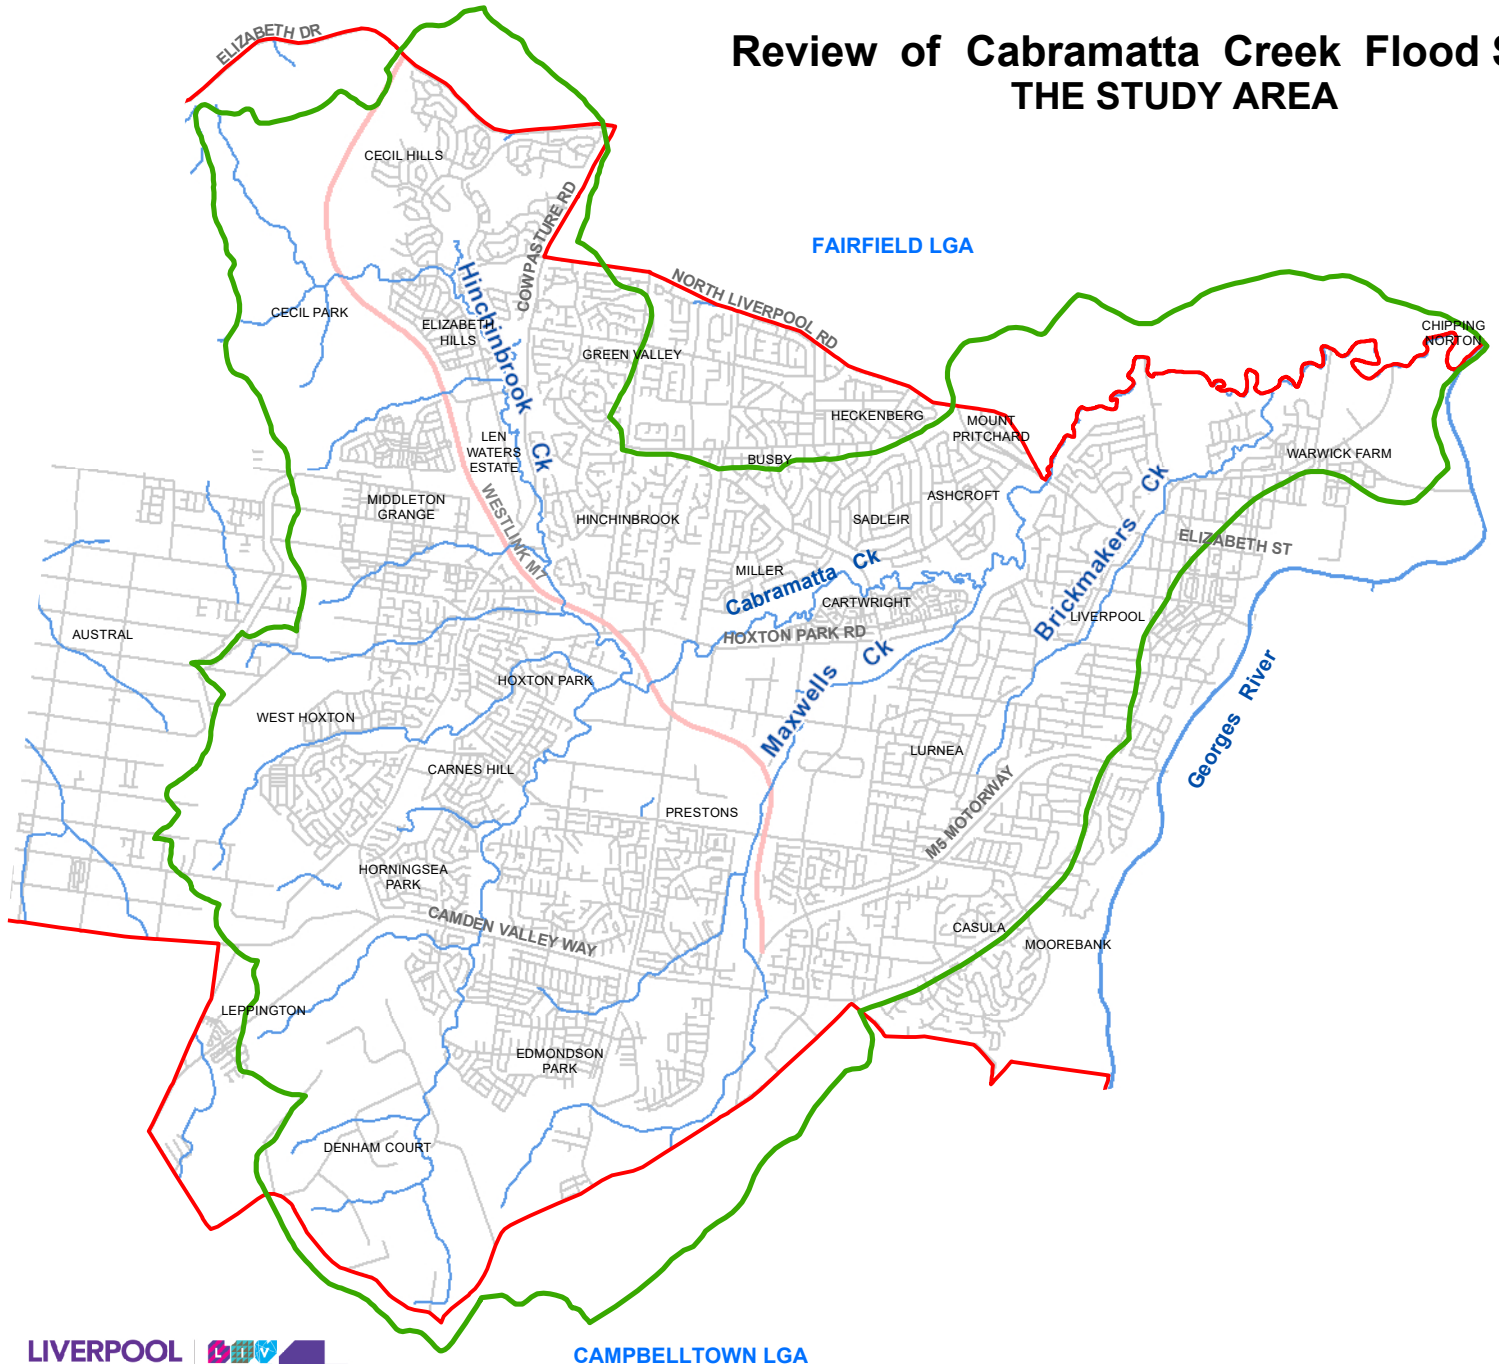 Review of Cabramatta Creek Flood
THE STUDY AREA
ELIZABETH DR
CECIL HILLS
COWPASTURE RD
FAIRFIELD LGA
Hinchinbrook Ck
NORTH LIVERPOOL RD
CECIL PARK
ELIZABETH
HILLS
GREEN VALLEY
CHIPPING
NORTON
HECKENBERG
MOUNT
PRITCHARD
LEN
WATERS
ESTATE
BUSBY
WARWICK FARM
MIDDLETON
GRANGE
WESTLINK M7
HINCHINBROOK
ASHCROFT
SADLEIR
Brickmakers Ck
ELIZABETH ST
MILLER
Cabramatta Ck
CARTWRIGHT
LIVERPOOL
AUSTRAL
HOXTON PARK RD
Maxwells Ck
HOXTON PARK
Georges River
WEST HOXTON
LURNEA
CARNES HILL
M5 MOTORWAY
PRESTONS
HORNINGSEA
PARK
CAMDEN VALLEY WAY
CASULA
MOOREBANK
LEPPINGTON
EDMONDSON
PARK
DENHAM COURT
LIVERPOOL
LIV
CAMPBELLTOWN LGA